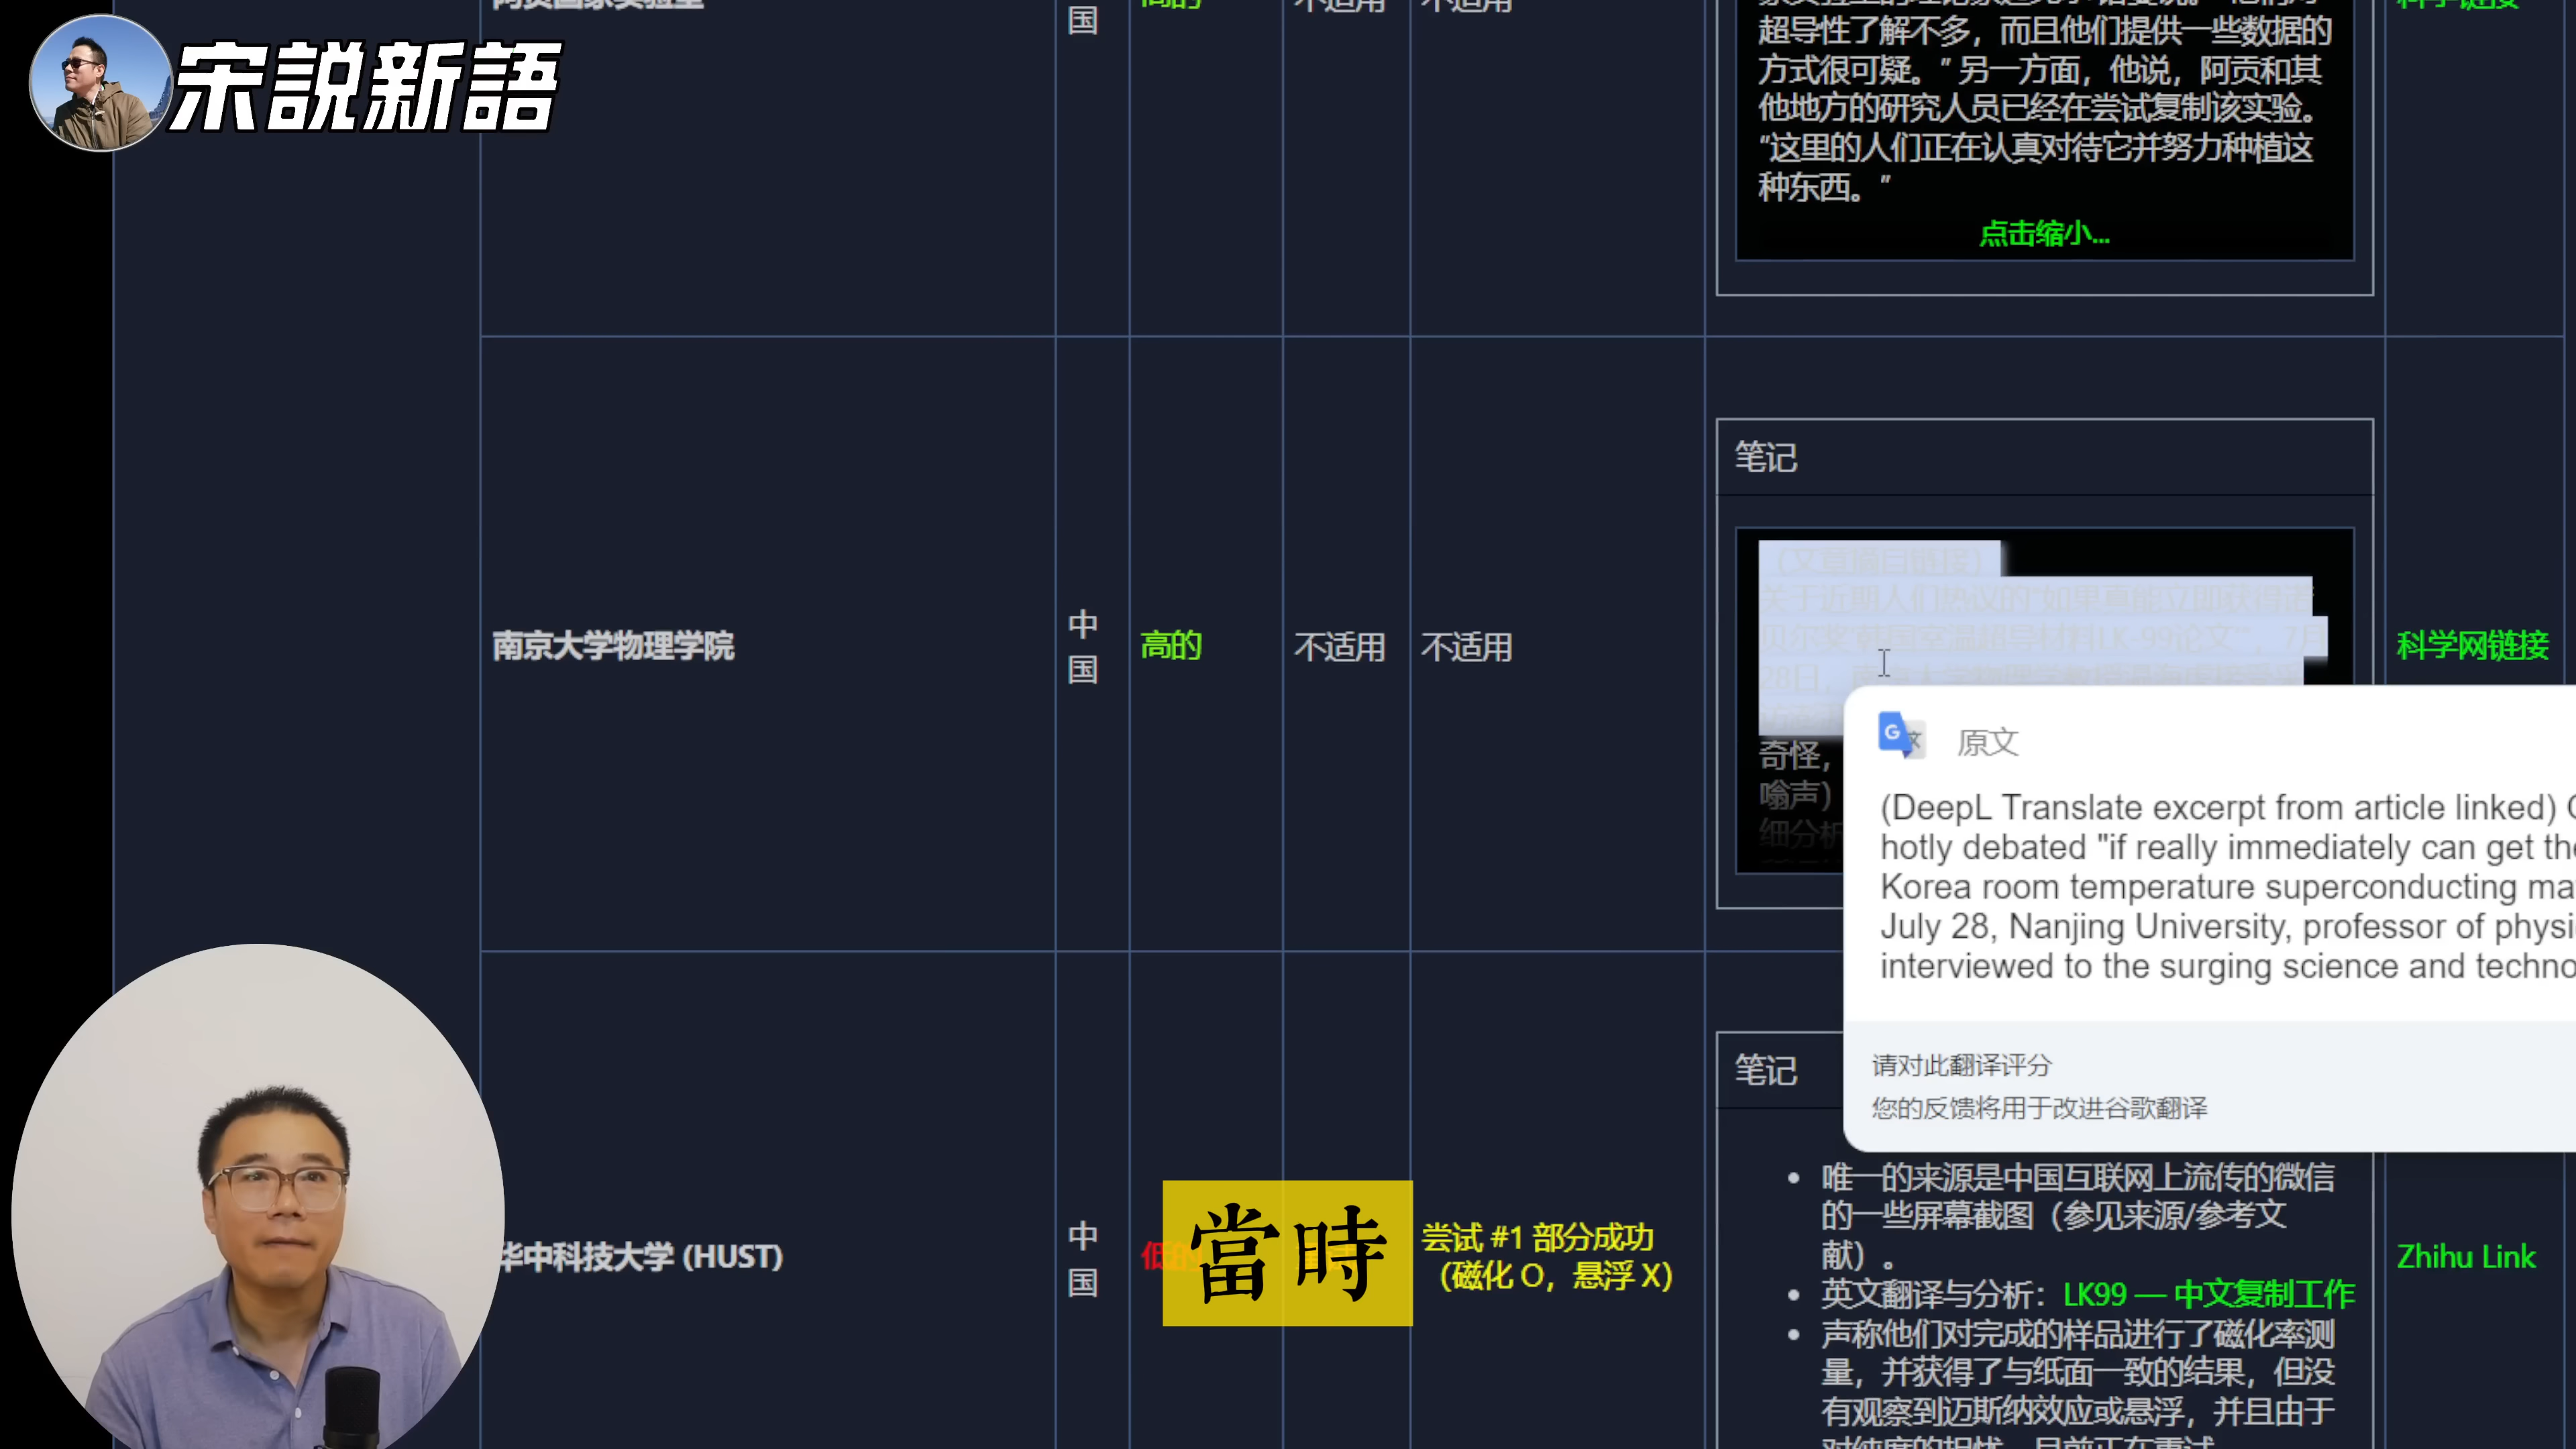 宋説新語
国
超导性了解不多，而且他们提供一些数据的
方式很可疑。” 另一方面，他说，阿贡和其
他地方的研究人员已经在尝试复制该实验。
“这里的人们正在认真对待它并努力种植这
种东西。”
点击缩小...
笔记
南京大学物理学院
中
国
高的
不适用
不适用
科学网链接
奇怪，
嗡声）
细分析
原文
(DeepL Translate excerpt from article linked)
hotly debated "if really immediately can get the
Korea room temperature superconducting ma
July 28, Nanjing University, professor of physi
interviewed to the surging science and techno
请对此翻译评分
您的反馈将用于改进谷歌翻译
笔记
华中科技大学 (HUST)
中
国
當時
尝试 #1 部分成功
（磁化 O，悬浮 X）
唯一的来源是中国互联网上流传的微信
的一些屏幕截图（参见来源/参考文
献）。
英文翻译与分析：LK99 — 中文复制工作
声称他们对完成的样品进行了磁化率测
量，并获得了与纸面一致的结果，但没
有观察到迈斯纳效应或悬浮，并且由于
Zhihu Link